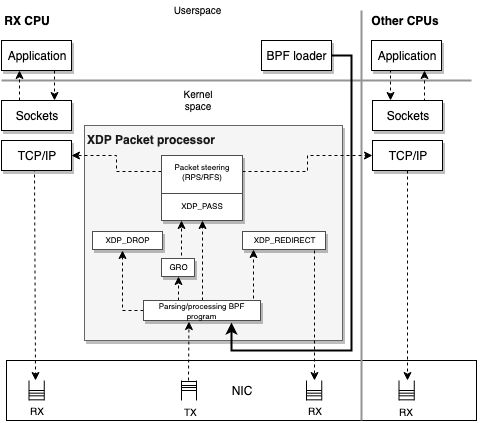 Userspace
RX CPU
Other CPUs
Application
BPF loader
Application
Kernel
space
Sockets
Sockets
XDP Packet processor
TCP/IP
Packet steering
(RPS/RFS)
TCP/IP
XDP_PASS
XDP_DROP
XDP_REDIRECT
GRO
Parsing/processing BPF
program
NIC
RX
TX
RX
RX